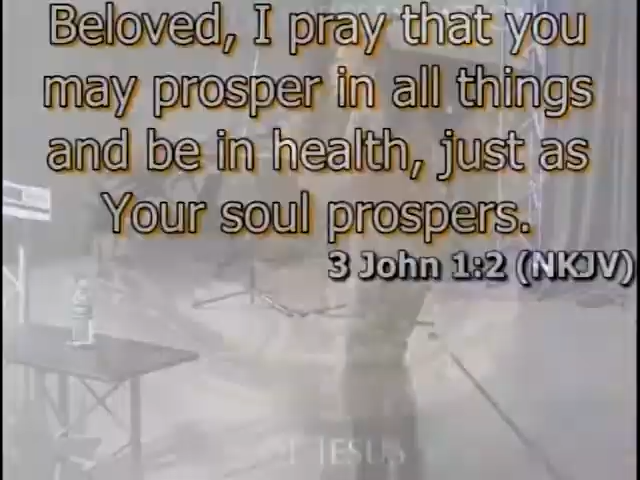 Beloved, I pray that you
may prosper in all things
and be in health, just as
Your soul prospers.
3 John 1:2 (NKJV)
JESUS